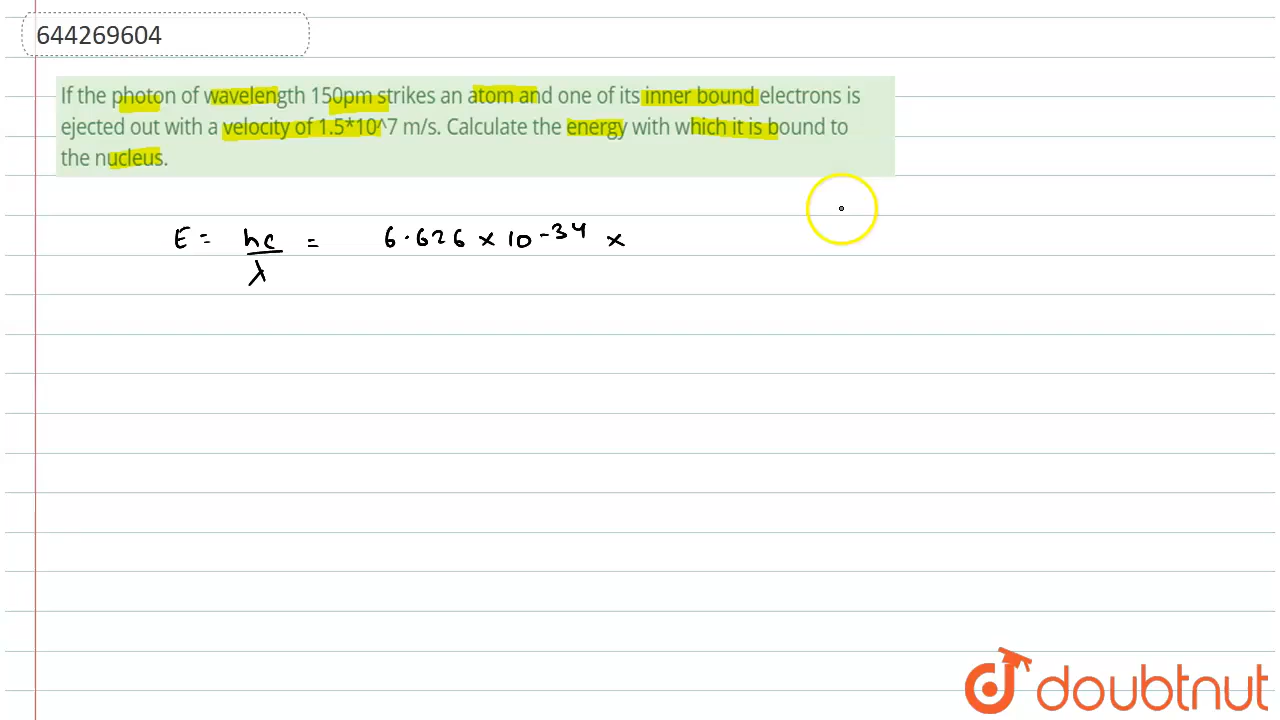 644269604
If the photon of wavelength 150pm strikes an atom and one of its inner bound electrons is
ejected out with a velocity of 1.5*10^7 m/s. Calculate the energy with which it is bound to
the nucleus.
E = hc/λ = 6.626 × 10^-34 ×
doubtnut